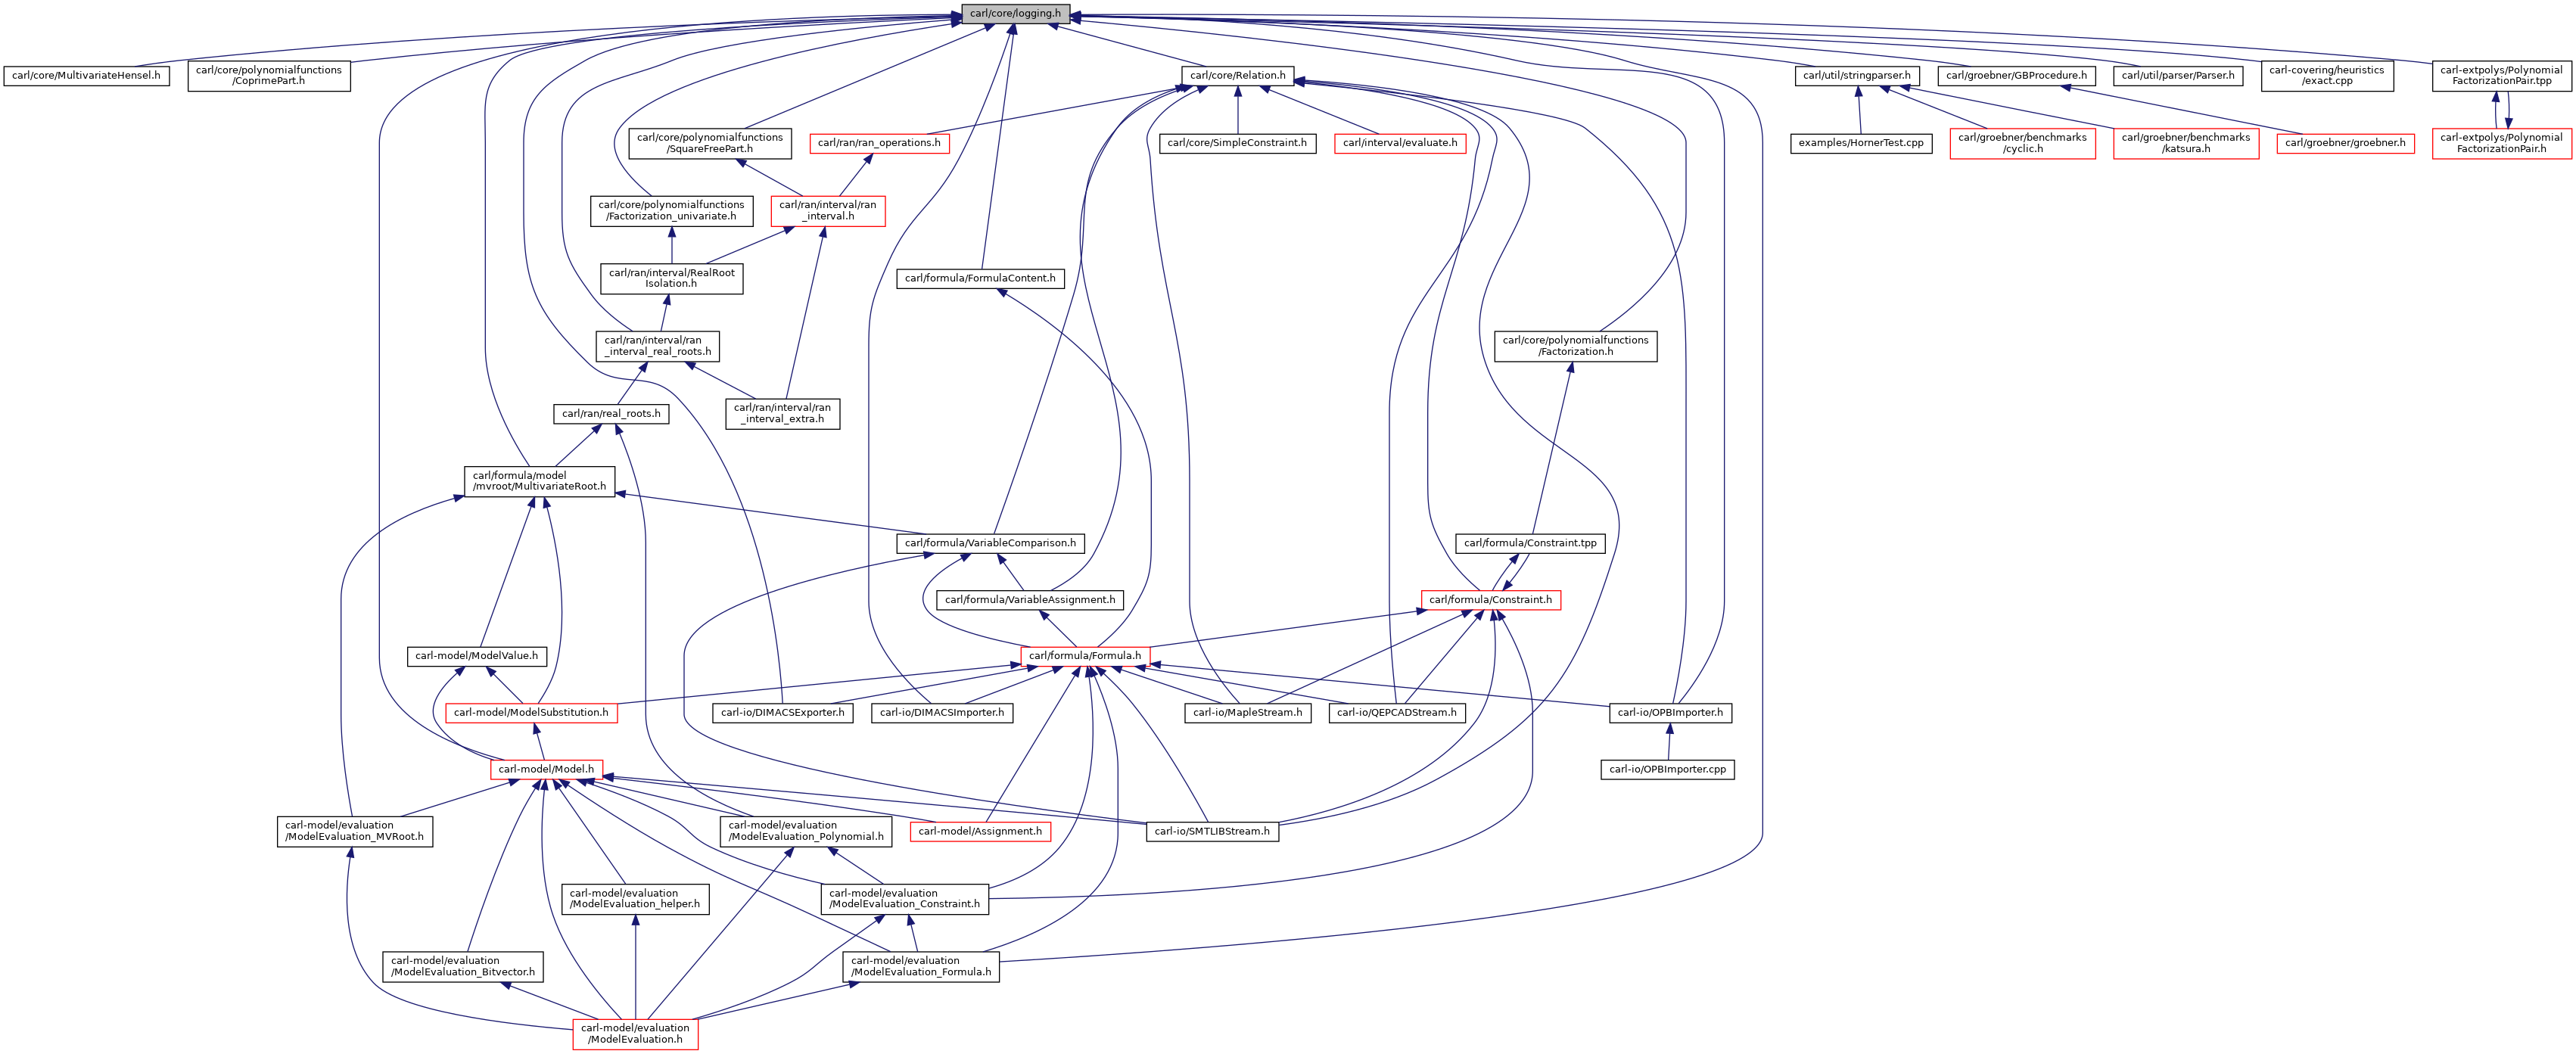 carl/core/logging.h
carl/core/MultivariateHensel.h
carl/core/polynomialfunctions
/CoprimePart.h
carl/core/Relation.h
carl/util/stringparser.h
carl/groebner/GBProcedure.h
carl/util/parser/Parser.h
carl-covering/heuristics
/exact.cpp
carl-extpolys/Polynomial
FactorizationPair.tpp
carl/core/polynomialfunctions
/SquareFreePart.h
carl/ran/ran_operations.h
carl/core/SimpleConstraint.h
carl/interval/evaluate.h
examples/HornerTest.cpp
carl/groebner/benchmarks
/cyclic.h
carl/groebner/benchmarks
/katsura.h
carl/groebner/groebner.h
carl-extpolys/Polynomial
FactorizationPair.h
carl/core/polynomialfunctions
/Factorization_univariate.h
carl/ran/interval/ran
_interval.h
carl/ran/interval/RealRoot
Isolation.h
carl/formula/FormulaContent.h
carl/ran/interval/ran
_interval_real_roots.h
carl/core/polynomialfunctions
/Factorization.h
carl/ran/real_roots.h
carl/ran/interval/ran
_interval_extra.h
carl/formula/model
/mvroot/MultivariateRoot.h
carl/formula/VariableComparison.h
carl/formula/Constraint.tpp
carl/formula/VariableAssignment.h
carl/formula/Constraint.h
carl-model/ModelValue.h
carl/formula/Formula.h
carl-model/ModelSubstitution.h
carl-io/DIMACSExporter.h
carl-io/DIMACSImporter.h
carl-io/MapleStream.h
carl-io/QEPCADStream.h
carl-io/OPBImporter.h
carl-model/Model.h
carl-io/OPBImporter.cpp
carl-model/evaluation
/ModelEvaluation_MVRoot.h
carl-model/evaluation
/ModelEvaluation_Polynomial.h
carl-model/Assignment.h
carl-io/SMTLIBStream.h
carl-model/evaluation
/ModelEvaluation_helper.h
carl-model/evaluation
/ModelEvaluation_Constraint.h
carl-model/evaluation
/ModelEvaluation_Bitvector.h
carl-model/evaluation
/ModelEvaluation_Formula.h
carl-model/evaluation
/ModelEvaluation.h